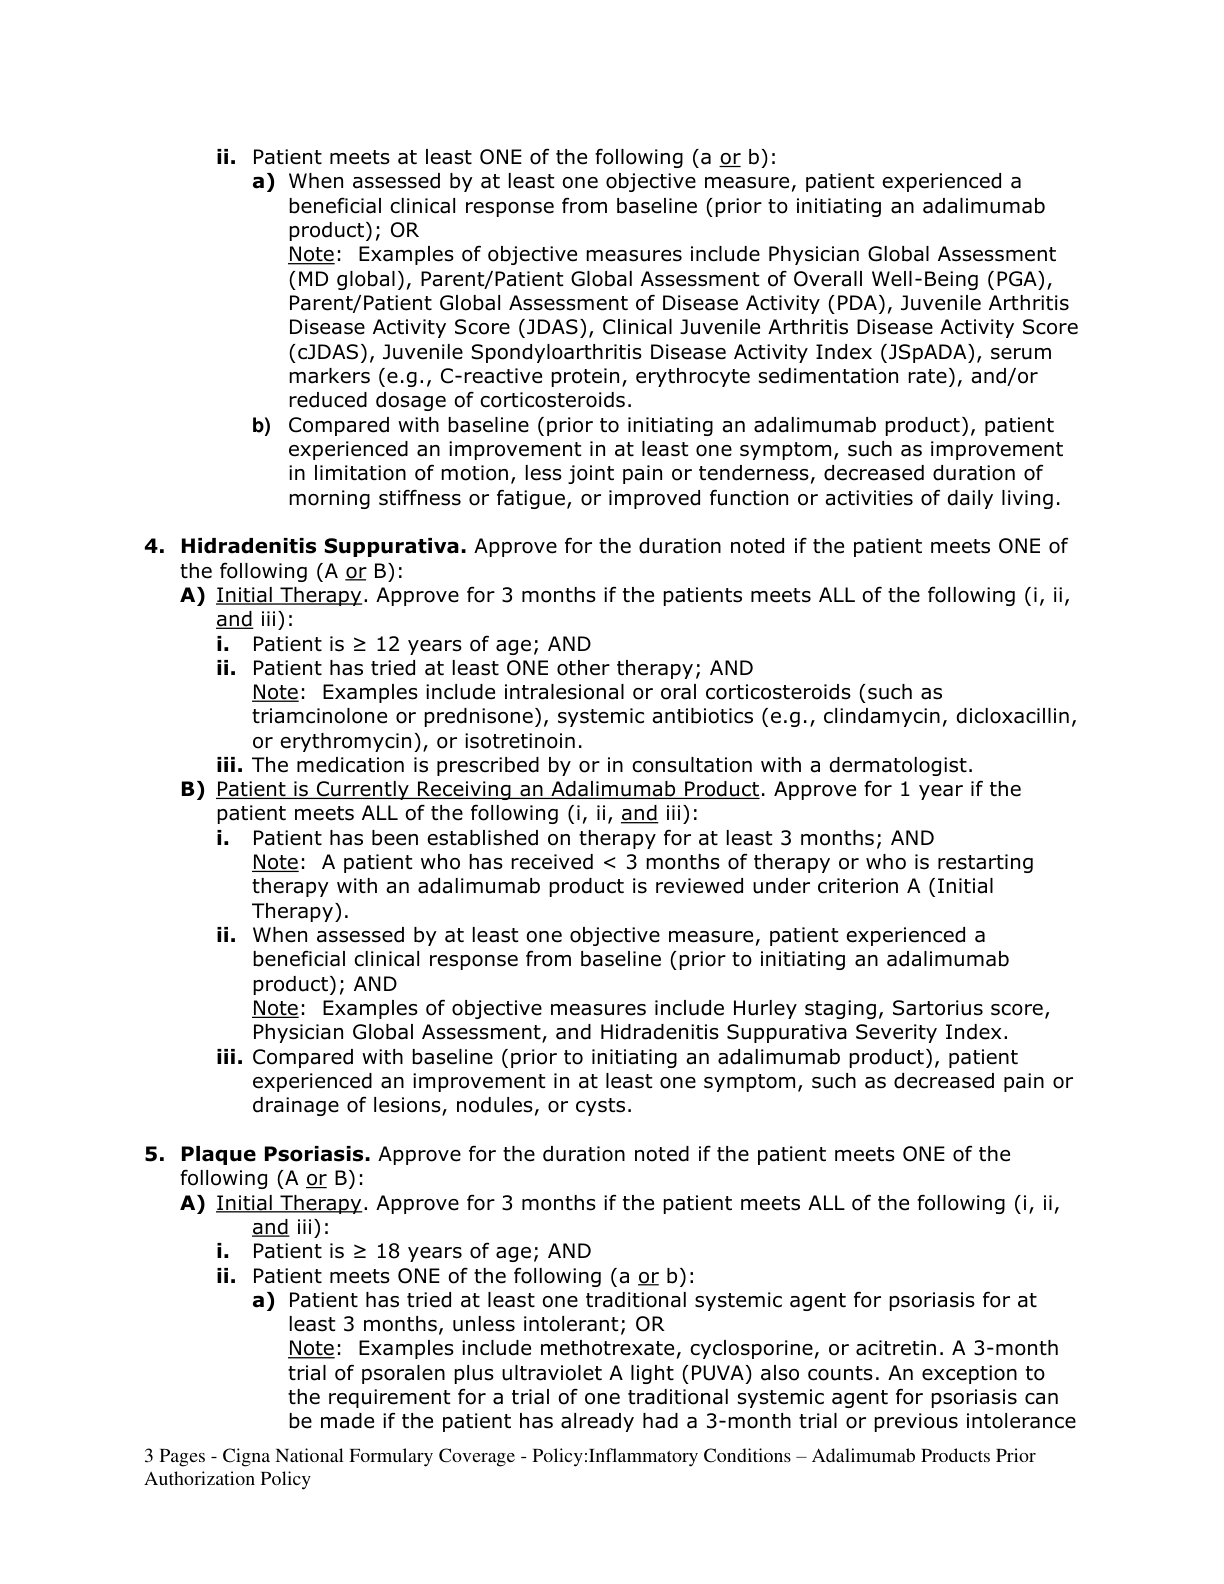 ii. Patient meets at least ONE of the following (a or b):
a) When assessed by at least one objective measure, patient experienced a
beneficial clinical response from baseline (prior to initiating an adalimumab
product); OR
Note:  Examples of objective measures include Physician Global Assessment
(MD global), Parent/Patient Global Assessment of Overall Well-Being (PGA),
Parent/Patient Global Assessment of Disease Activity (PDA), Juvenile Arthritis
Disease Activity Score (JDAS), Clinical Juvenile Arthritis Disease Activity Score
(cJDAS), Juvenile Spondyloarthritis Disease Activity Index (JSpADA), serum
markers (e.g., C-reactive protein, erythrocyte sedimentation rate), and/or
reduced dosage of corticosteroids.
b) Compared with baseline (prior to initiating an adalimumab product), patient
experienced an improvement in at least one symptom, such as improvement
in limitation of motion, less joint pain or tenderness, decreased duration of
morning stiffness or fatigue, or improved function or activities of daily living.
4. Hidradenitis Suppurativa. Approve for the duration noted if the patient meets ONE of
the following (A or B):
A) Initial Therapy. Approve for 3 months if the patients meets ALL of the following (i, ii,
and iii):
i. Patient is ≥ 12 years of age; AND
ii. Patient has tried at least ONE other therapy; AND
Note:  Examples include intralesional or oral corticosteroids (such as
triamcinolone or prednisone), systemic antibiotics (e.g., clindamycin, dicloxacillin,
or erythromycin), or isotretinoin.
iii. The medication is prescribed by or in consultation with a dermatologist.
B) Patient is Currently Receiving an Adalimumab Product. Approve for 1 year if the
patient meets ALL of the following (i, ii, and iii):
i. Patient has been established on therapy for at least 3 months; AND
Note:  A patient who has received < 3 months of therapy or who is restarting
therapy with an adalimumab product is reviewed under criterion A (Initial
Therapy).
ii. When assessed by at least one objective measure, patient experienced a
beneficial clinical response from baseline (prior to initiating an adalimumab
product); AND
Note:  Examples of objective measures include Hurley staging, Sartorius score,
Physician Global Assessment, and Hidradenitis Suppurativa Severity Index.
iii. Compared with baseline (prior to initiating an adalimumab product), patient
experienced an improvement in at least one symptom, such as decreased pain or
drainage of lesions, nodules, or cysts.
5. Plaque Psoriasis. Approve for the duration noted if the patient meets ONE of the
following (A or B):
A) Initial Therapy. Approve for 3 months if the patient meets ALL of the following (i, ii,
and iii):
i. Patient is ≥ 18 years of age; AND
ii. Patient meets ONE of the following (a or b):
a) Patient has tried at least one traditional systemic agent for psoriasis for at
least 3 months, unless intolerant; OR
Note:  Examples include methotrexate, cyclosporine, or acitretin. A 3-month
trial of psoralen plus ultraviolet A light (PUVA) also counts. An exception to
the requirement for a trial of one traditional systemic agent for psoriasis can
be made if the patient has already had a 3-month trial or previous intolerance
3 Pages - Cigna National Formulary Coverage - Policy:Inflammatory Conditions – Adalimumab Products Prior
Authorization Policy